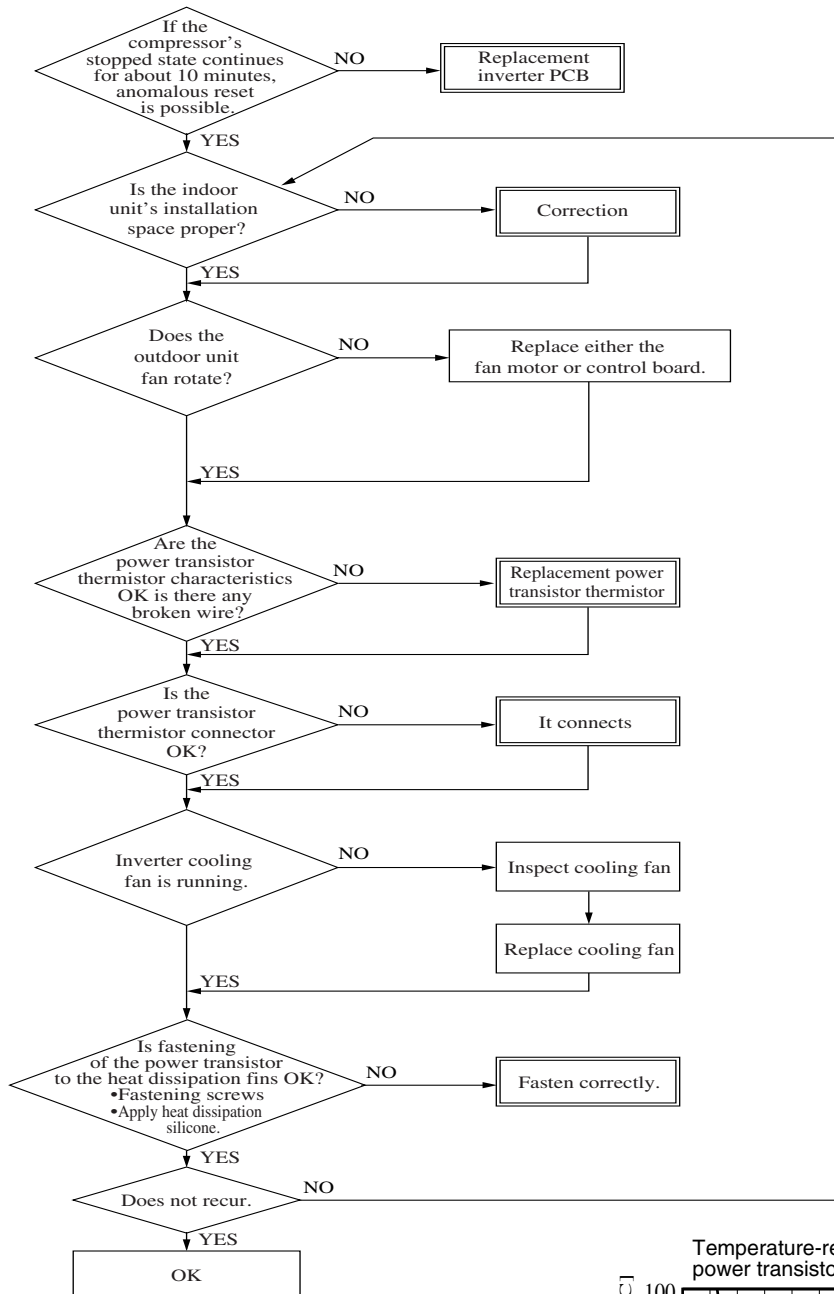 If the
compressor's
stopped state continues
for about 10 minutes,
anomalous reset
is possible.
NO
Replacement
inverter PCB
YES
Is the indoor
unit's installation
space proper?
NO
Correction
YES
Does the
outdoor unit
fan rotate?
NO
Replace either the
fan motor or control board.
YES
Are the
power transistor
thermistor characteristics
OK is there any
broken wire?
NO
Replacement power
transistor thermistor
YES
Is the
power transistor
thermistor connector
OK?
NO
It connects
YES
Inverter cooling
fan is running.
NO
Inspect cooling fan
Replace cooling fan
YES
Is fastening
of the power transistor
to the heat dissipation fins OK?
•Fastening screws
•Apply heat dissipation
silicone.
NO
Fasten correctly.
YES
Does not recur.
NO
YES
OK
Temperature-re
power transisto
100